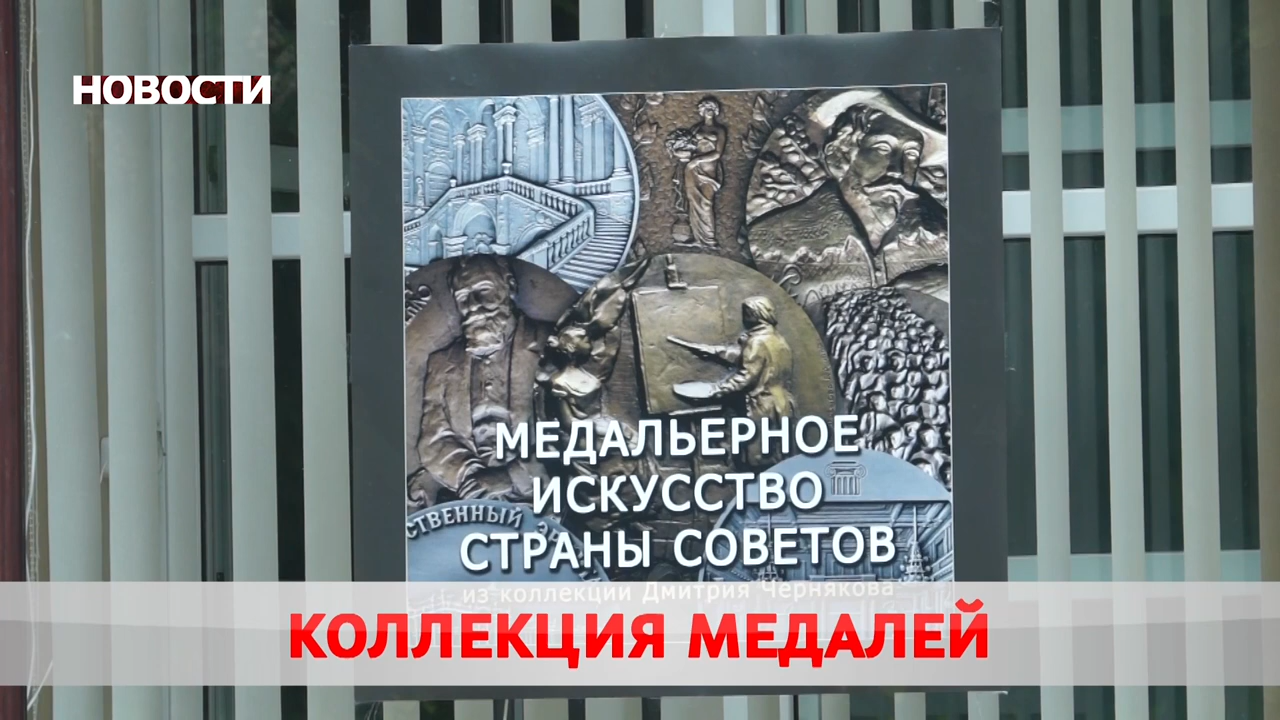 НОВОСТИ
МЕДАЛЬЕРНОЕ
ИСКУССТВО
СТРАНЫ СОВЕТОВ
из коллекции Дмитрия Чернякова
КОЛЛЕКЦИЯ МЕДАЛЕЙ